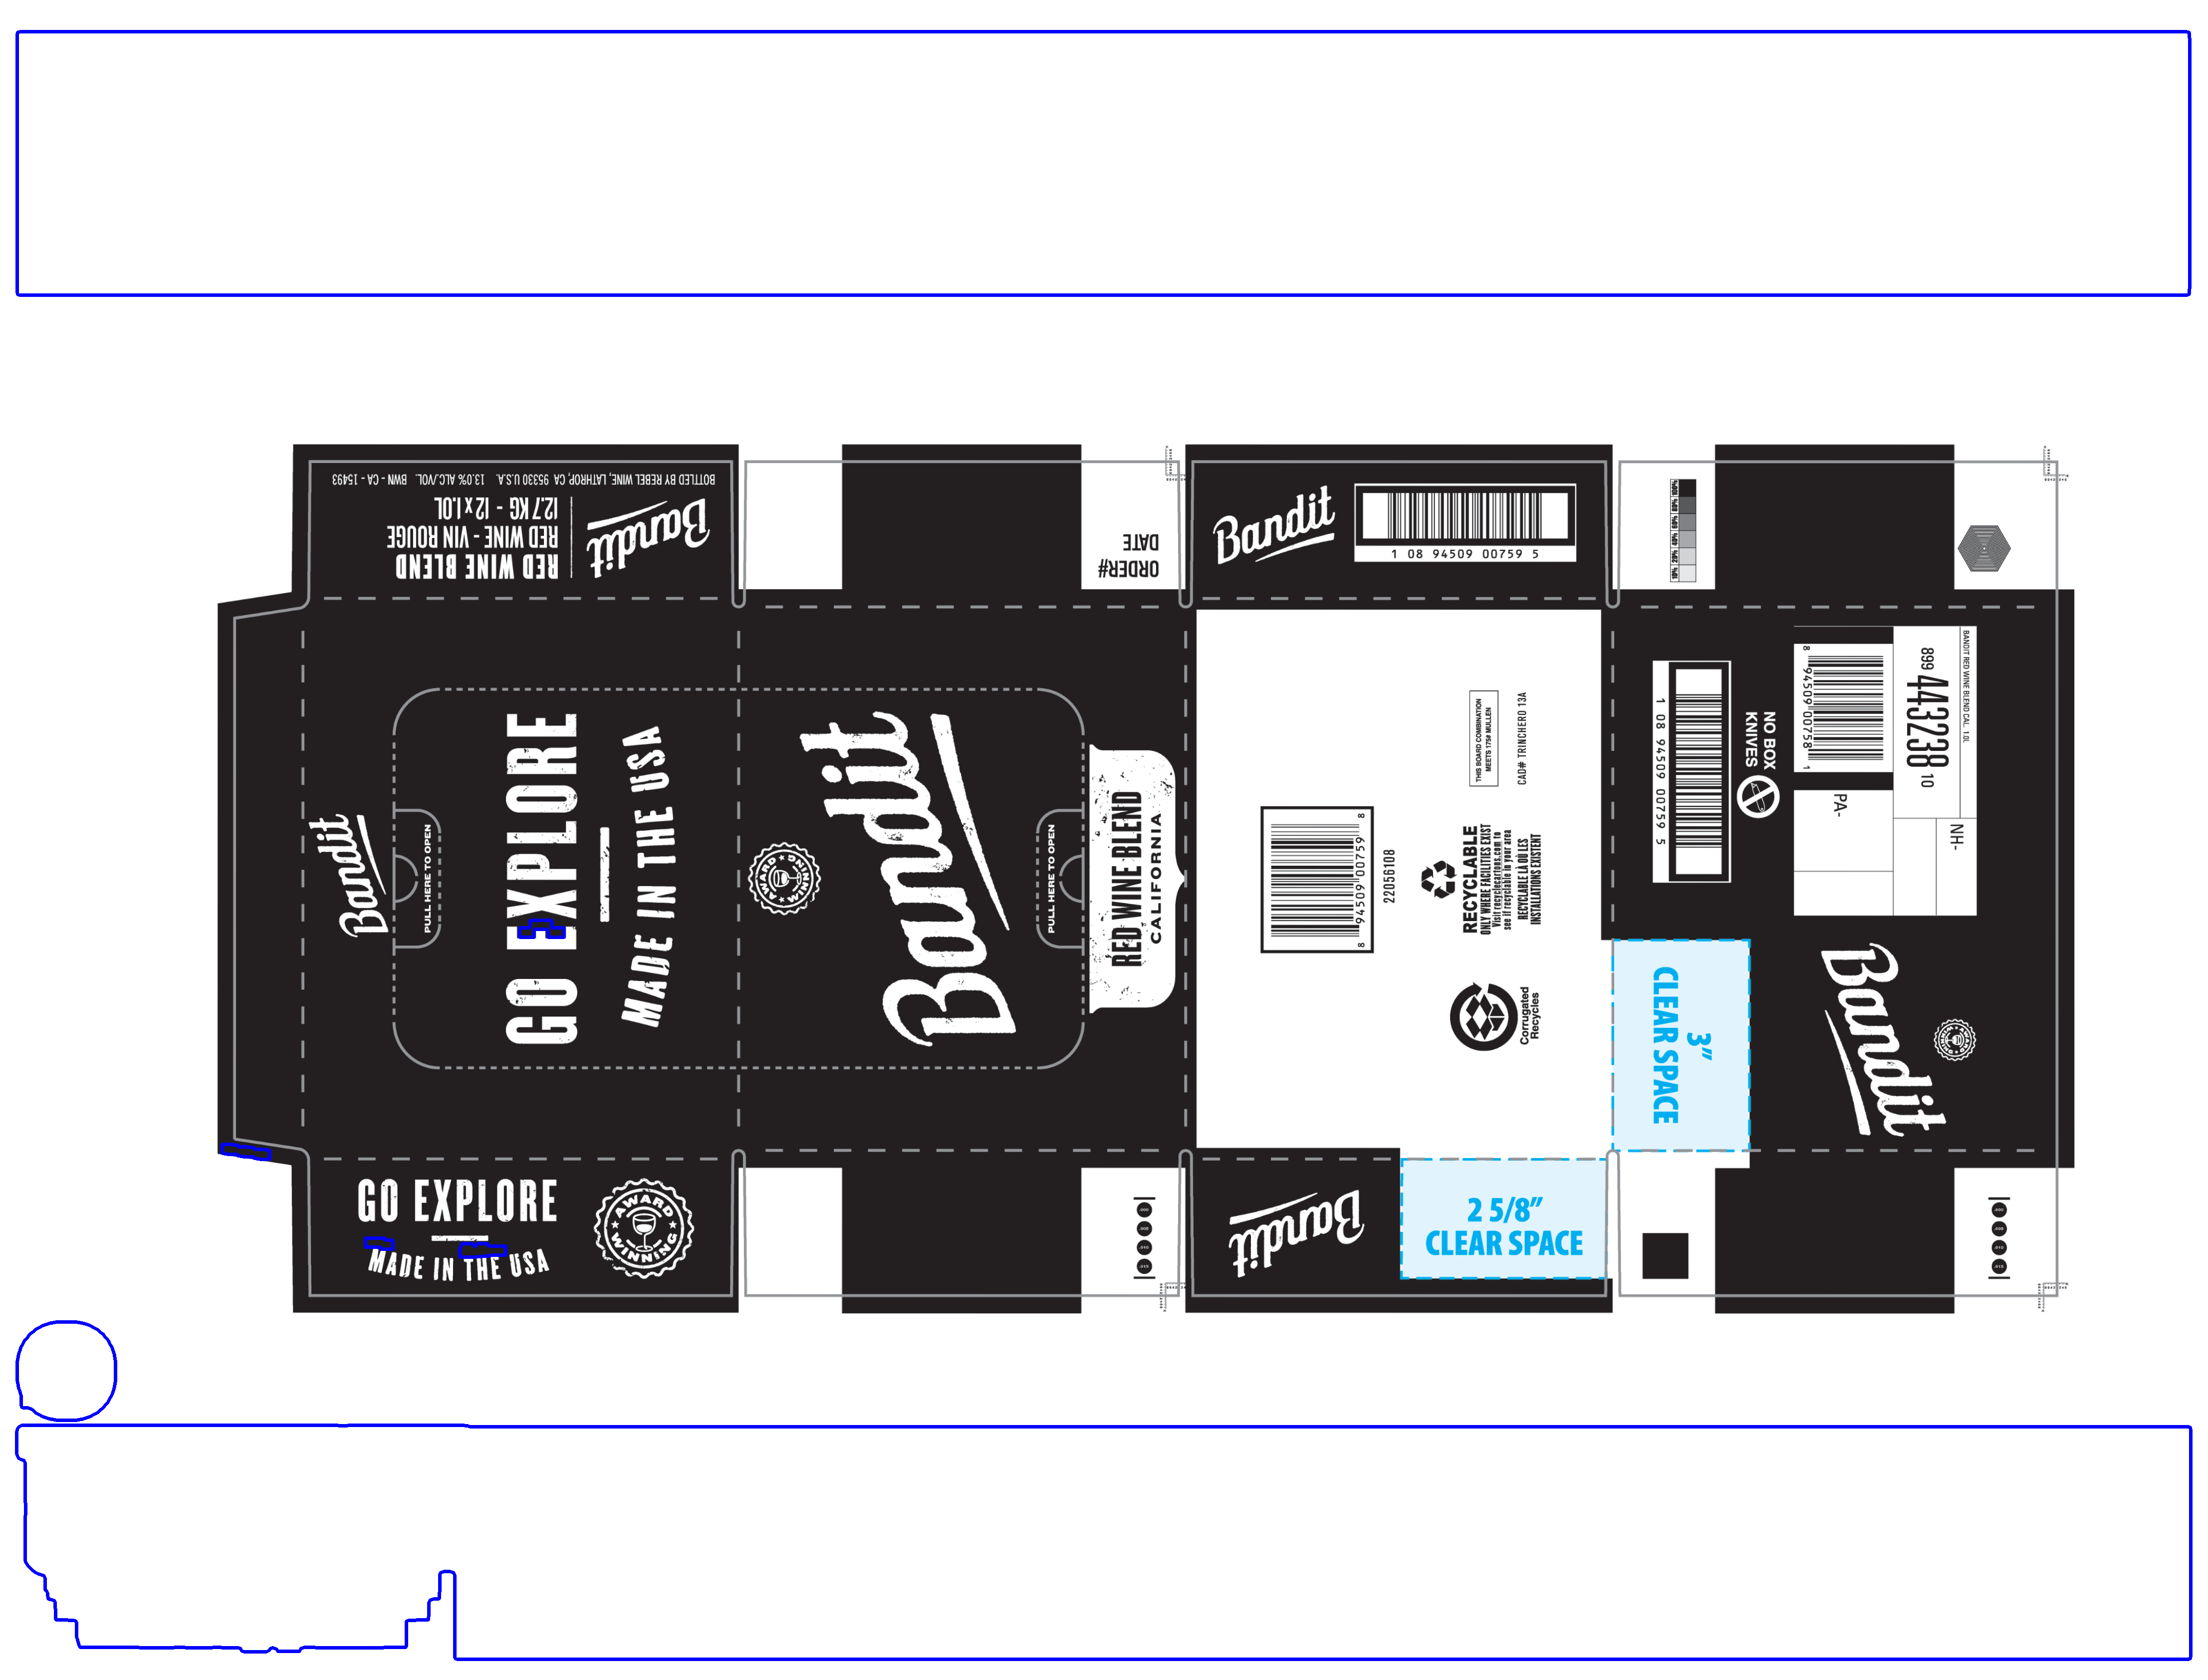 BOTTLED BY REBEL WINE, LATHROP, CA 95330 U.S.A. 13.0% ALC./VOL. BWN - CA - 15493
Bandit
RED WINE BLEND
RED WINE - VIN ROUGE
12.7 KG - 12 x 1.0L
ORDER#
DATE
Bandit
1 08 94509 00759 5
100% 80% 60% 40% 20% 10%
Bandit
PULL HERE TO OPEN
GO EXPLORE
MADE IN THE USA
AWARD WINNING
Bandit
PULL HERE TO OPEN
RED WINE BLEND
CALIFORNIA
8 94509 00759 8
22056108
THIS BOARD COMBINATION
MEETS 175# MULLEN
CAD# TRINCHERO 13A
RECYCLABLE
ONLY WHERE FACILITIES EXIST
Visit recyclecartons.com to
see if recyclable in your area
RECYCLABLE LÀ OÙ LES
INSTALLATIONS EXISTENT
Corrugated
Recycles
1 08 94509 00759 5
NO BOX
KNIVES
8 94509 00758 1
899 443238 10
BANDIT RED WINE BLEND CAL. 1.0L
PA-
NH-
3”
CLEAR SPACE
Bandit
AWARD WINNING
GO EXPLORE
MADE IN THE USA
AWARD
WINNING
Bandit
2 5/8”
CLEAR SPACE